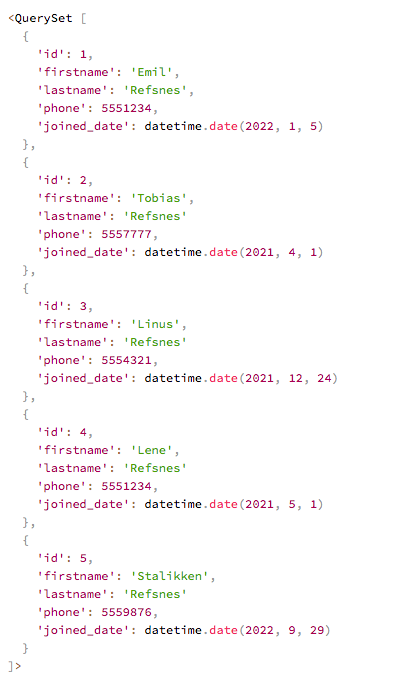 <QuerySet [
  {
    'id': 1,
    'firstname': 'Emil',
    'lastname': 'Refsnes',
    'phone': 5551234,
    'joined_date': datetime.date(2022, 1, 5)
  },
  {
    'id': 2,
    'firstname': 'Tobias',
    'lastname': 'Refsnes'
    'phone': 5557777,
    'joined_date': datetime.date(2021, 4, 1)
  },
  {
    'id': 3,
    'firstname': 'Linus',
    'lastname': 'Refsnes'
    'phone': 5554321,
    'joined_date': datetime.date(2021, 12, 24)
  },
  {
    'id': 4,
    'firstname': 'Lene',
    'lastname': 'Refsnes'
    'phone': 5551234,
    'joined_date': datetime.date(2021, 5, 1)
  },
  {
    'id': 5,
    'firstname': 'Stalikken',
    'lastname': 'Refsnes'
    'phone': 5559876,
    'joined_date': datetime.date(2022, 9, 29)
  }
]>